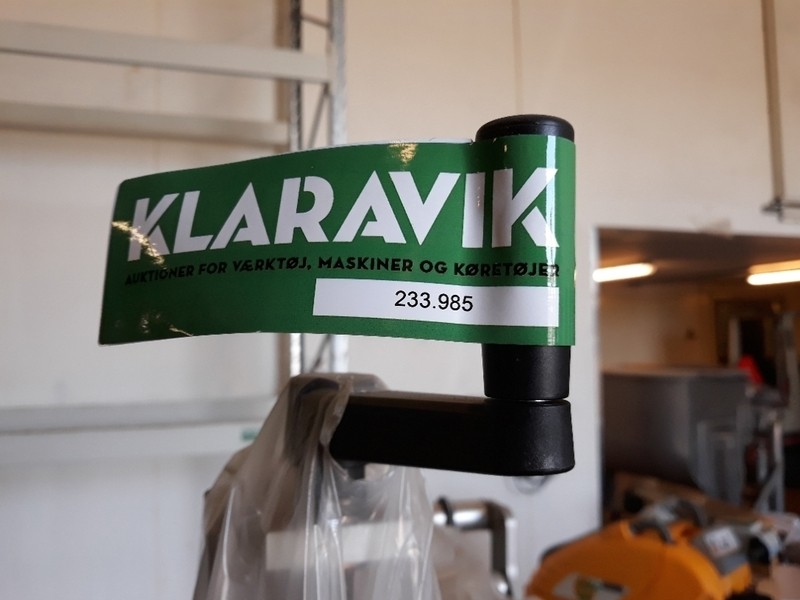 KLARAVIK
AUKTIONER FOR VÆRKTØJ, MASKINER OG KØRETØJER
233.985